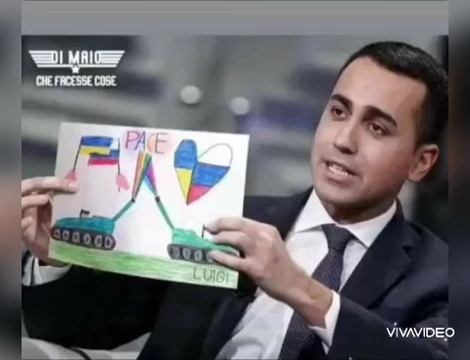 DI MAIO
CHE FACESSE COSE
PACE
LUIGI
VIVAVIDEO